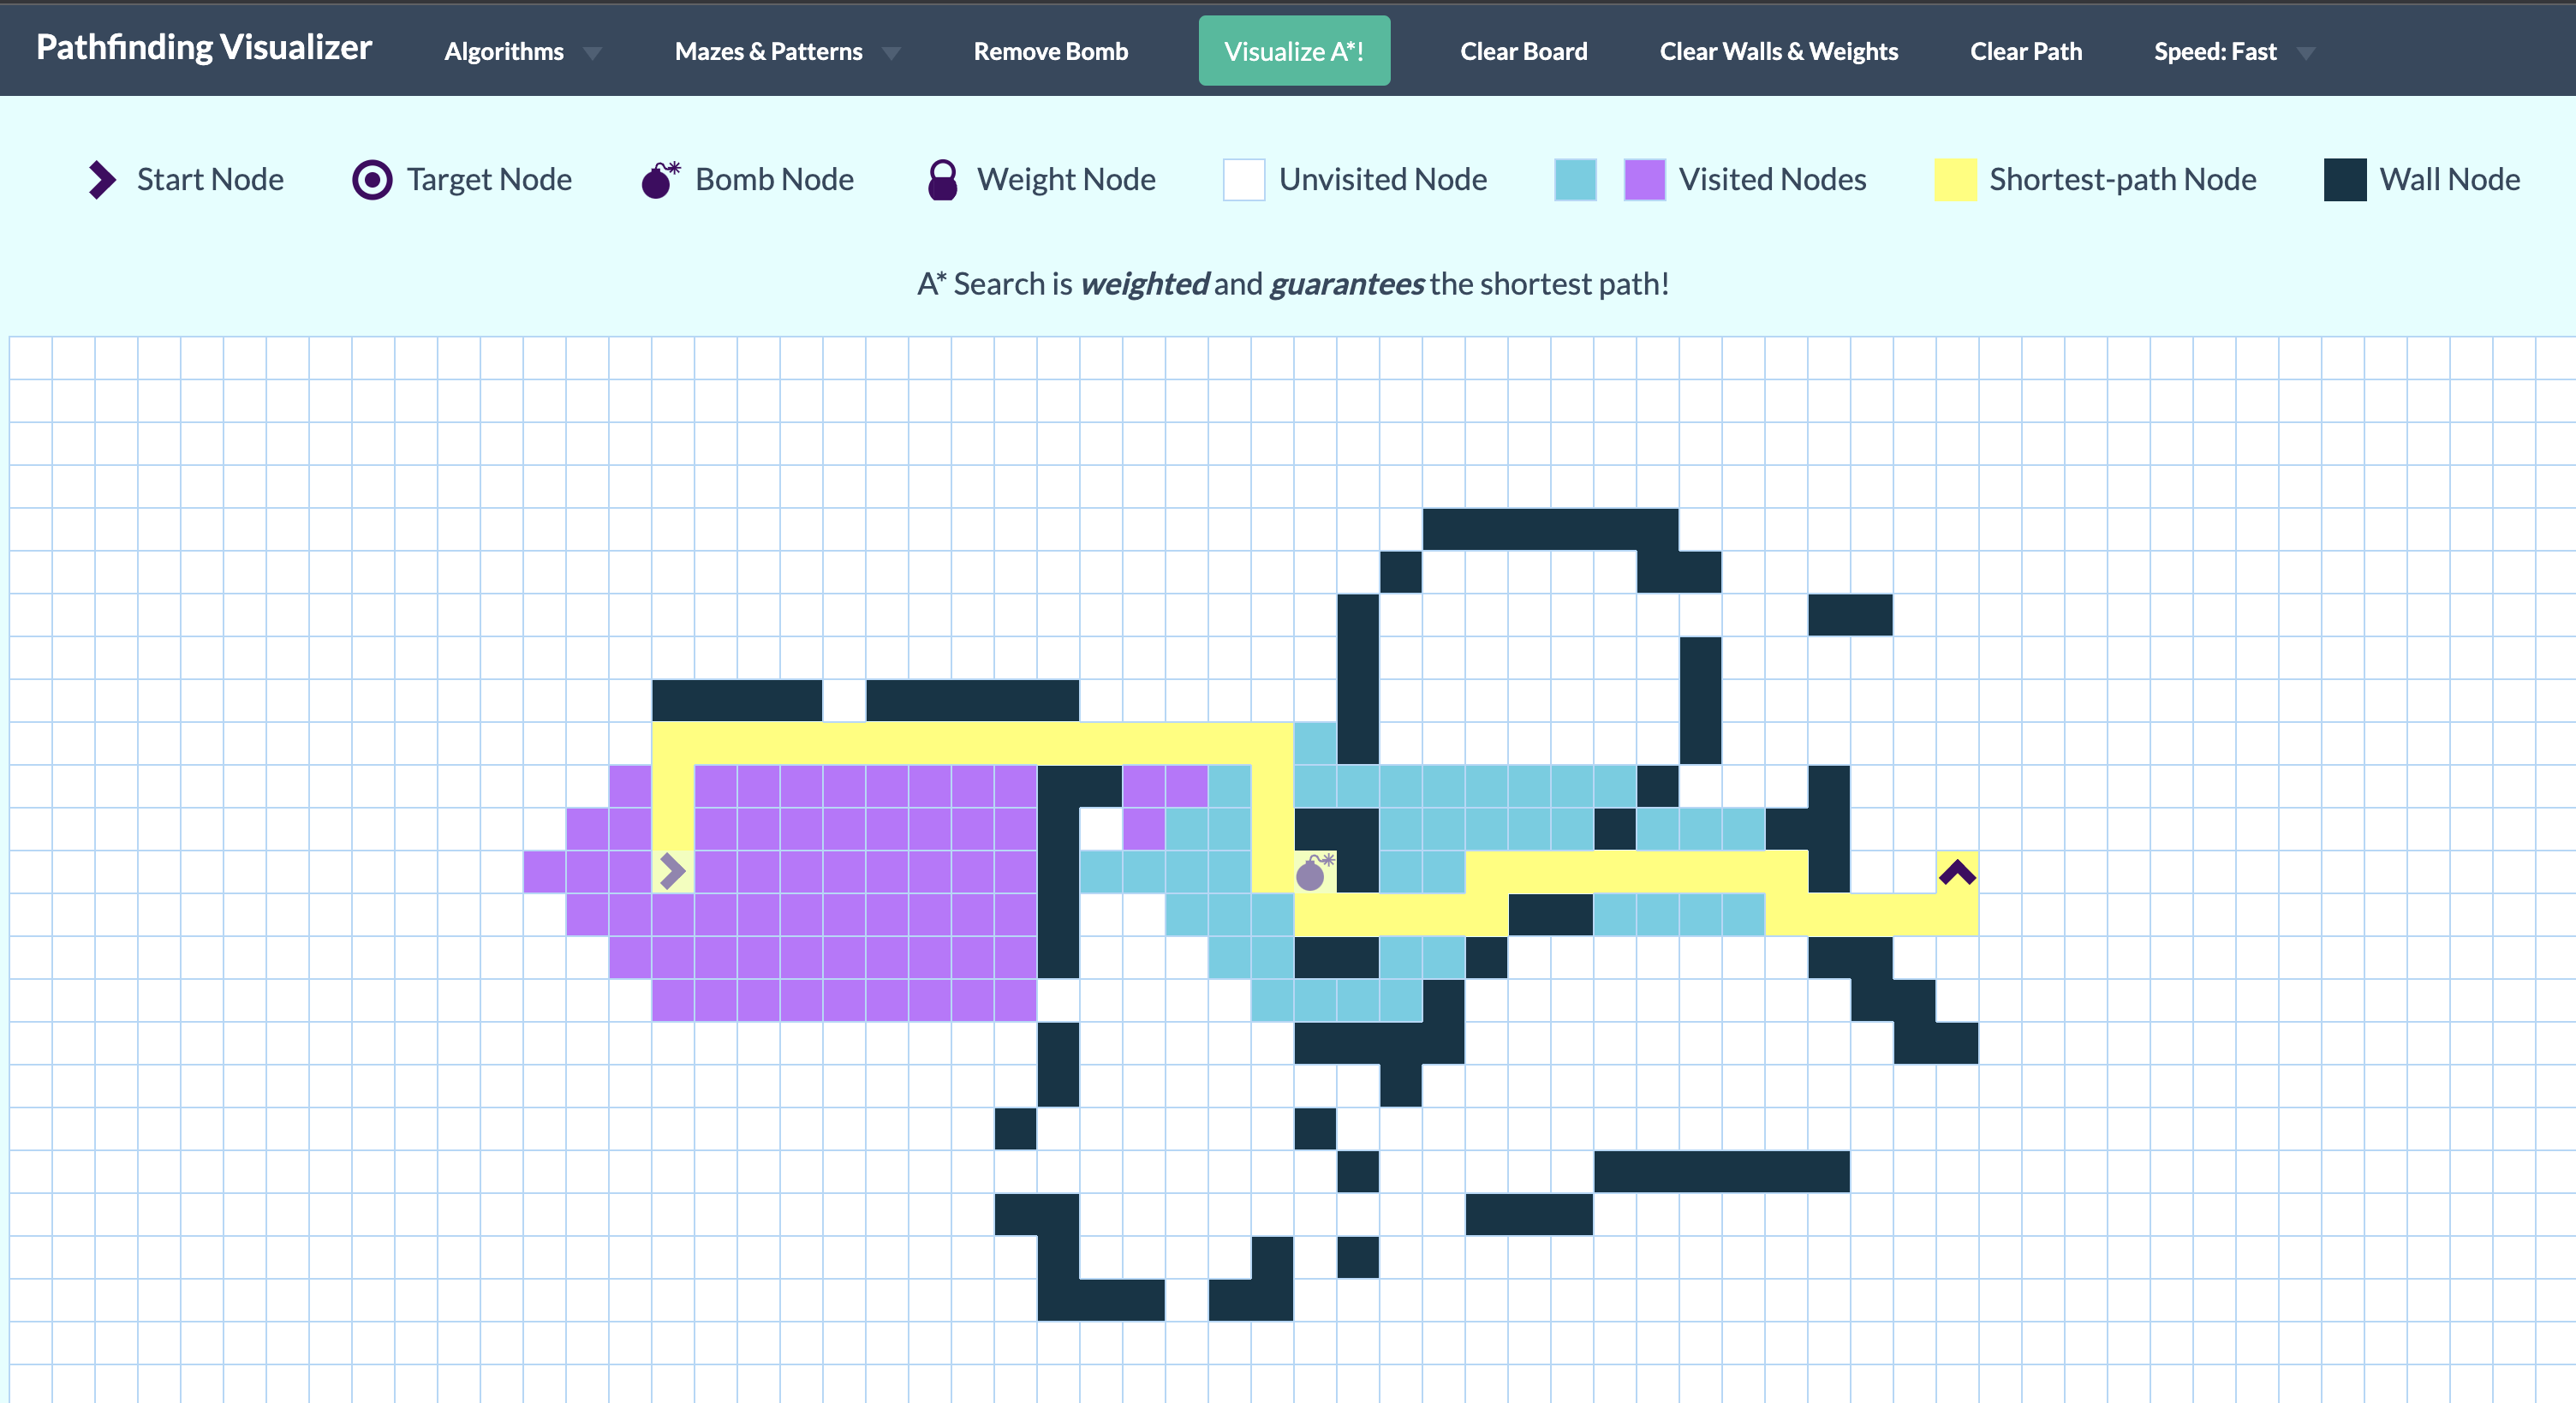 Pathfinding Visualizer Algorithms Mazes & Patterns Remove Bomb Visualize A*! Clear Board Clear Walls & Weights Clear Path Speed: Fast
Start Node Target Node Bomb Node Weight Node Unvisited Node Visited Nodes Shortest-path Node Wall Node
A* Search is weighted and guarantees the shortest path!